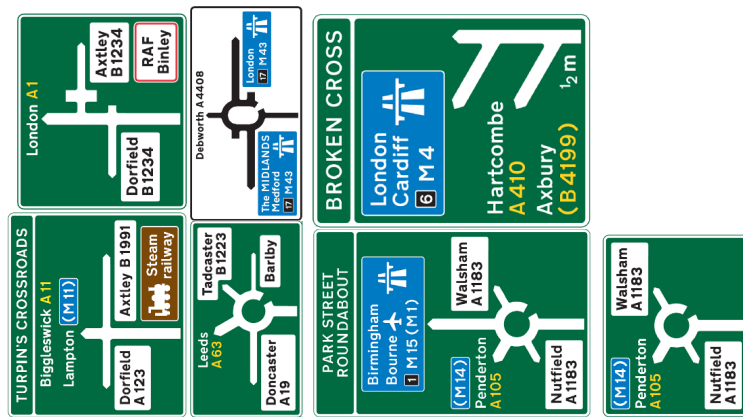 London A1
Axtley
B1234
RAF
Binley
Dorfield
B1234
Debworth A4408
London
17 M43
The MIDLANDS
Medford
17 M43
BROKEN CROSS
London
Cardiff
6 M4
Hartcombe
A410
Axbury
(B4199)
1/2 m
TURPIN'S CROSSROADS
Biggleswick A11
Lampton (M11)
Axtley B1991
Steam
railway
Dorfield
A123
Leeds
A63
Tadcaster
B1223
Barlby
Doncaster
A19
PARK STREET
ROUNDABOUT
Birmingham
Bourne
1 M15 (M1)
Walsham
A1183
(M14)
Penderton
A105
Nutfield
A1183
Walsham
A1183
(M14)
Penderton
A105
Nutfield
A1183